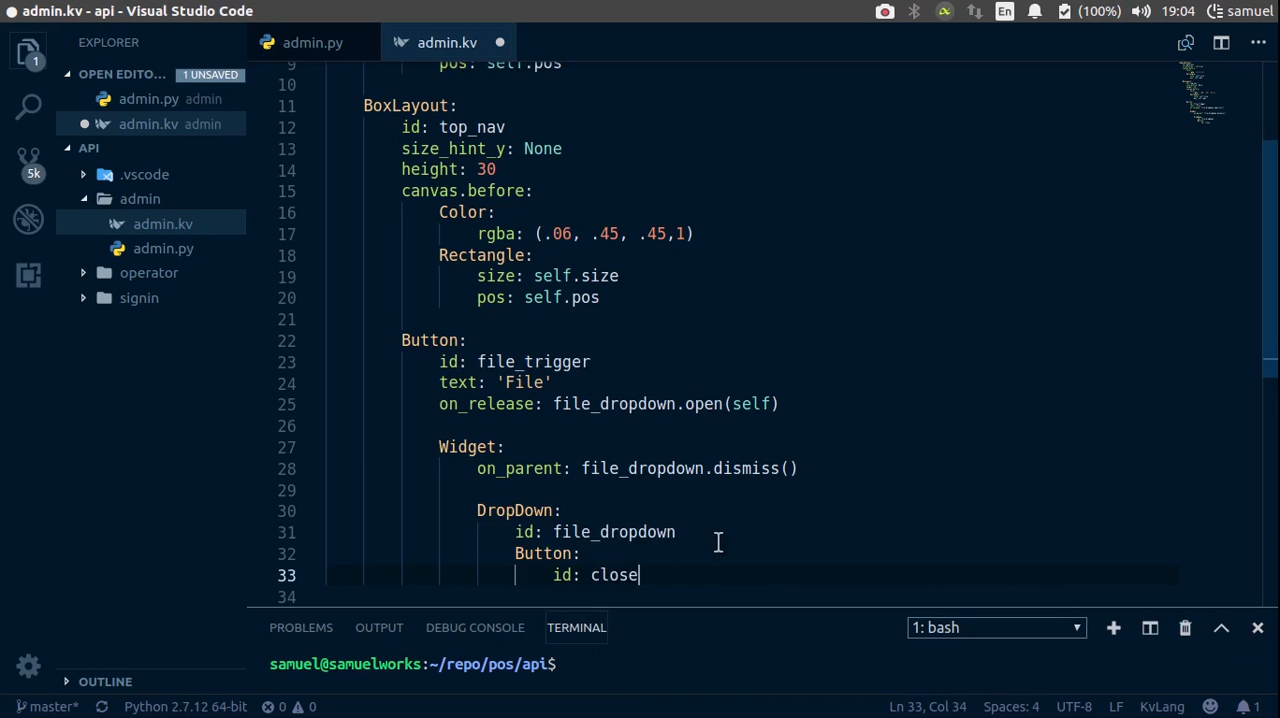 admin.kv - api - Visual Studio Code
En
(100%)
19:04
samuel
EXPLORER
OPEN EDITO... 1 UNSAVED
admin.py admin
admin.kv admin
API
.vscode
admin
admin.kv
admin.py
operator
signin
1
5k
admin.py
admin.kv
9 pos: self.pos
10
11 BoxLayout:
12 id: top_nav
13 size_hint_y: None
14 height: 30
15 canvas.before:
16 Color:
17 rgba: (.06, .45, .45,1)
18 Rectangle:
19 size: self.size
20 pos: self.pos
21
22 Button:
23 id: file_trigger
24 text: 'File'
25 on_release: file_dropdown.open(self)
26
27 Widget:
28 on_parent: file_dropdown.dismiss()
29
30 DropDown:
31 id: file_dropdown
32 Button:
33 id: close
34
PROBLEMS OUTPUT DEBUG CONSOLE TERMINAL
1: bash
samuel@samuelworks:~/repo/pos/api$
OUTLINE
master* Python 2.7.12 64-bit 0 0 Ln 33, Col 34 Spaces: 4 UTF-8 LF KvLang 1